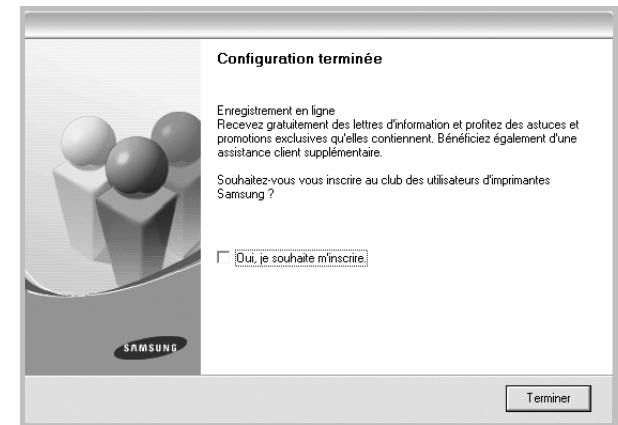 Configuration terminée
Enregistrement en ligne
Recevez gratuitement des lettres d'information et profitez des astuces et
promotions exclusives qu'elles contiennent. Bénéficiez également d'une
assistance client supplémentaire.
Souhaitez-vous vous inscrire au club des utilisateurs d'imprimantes
Samsung ?
Oui, je souhaite m'inscrire.
SAMSUNG
Terminer